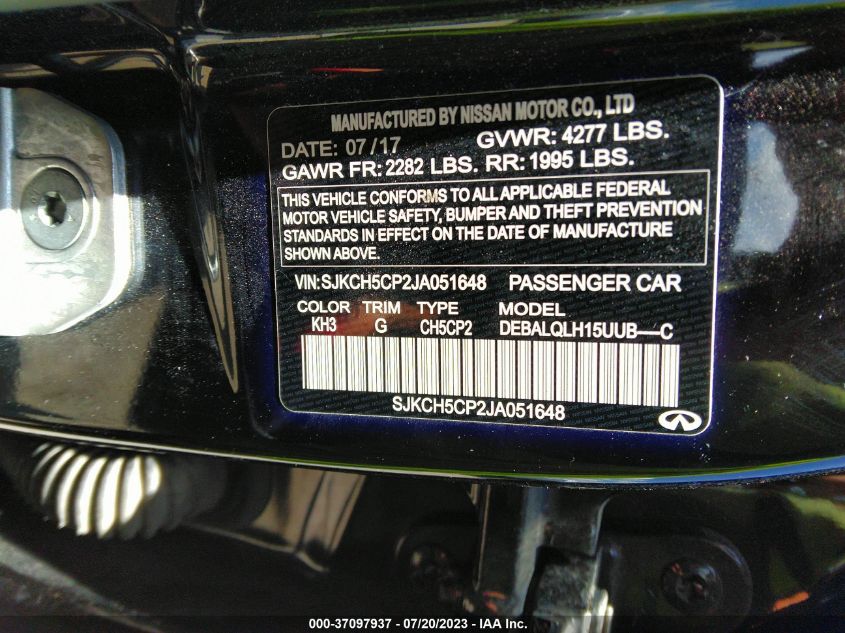 MANUFACTURED BY NISSAN MOTOR CO., LTD
DATE: 07/17 GVWR: 4277 LBS.
GAWR FR: 2282 LBS. RR: 1995 LBS.
THIS VEHICLE CONFORMS TO ALL APPLICABLE FEDERAL
MOTOR VEHICLE SAFETY, BUMPER AND THEFT PREVENTION
STANDARDS IN EFFECT ON THE DATE OF MANUFACTURE
SHOWN ABOVE.
VIN:SJKCH5CP2JA051648 PASSENGER CAR
COLOR TRIM TYPE MODEL
KH3 G CH5CP2 DEBALQLH15UUB—C
SJKCH5CP2JA051648
000-37097937 - 07/20/2023 - IAA Inc.